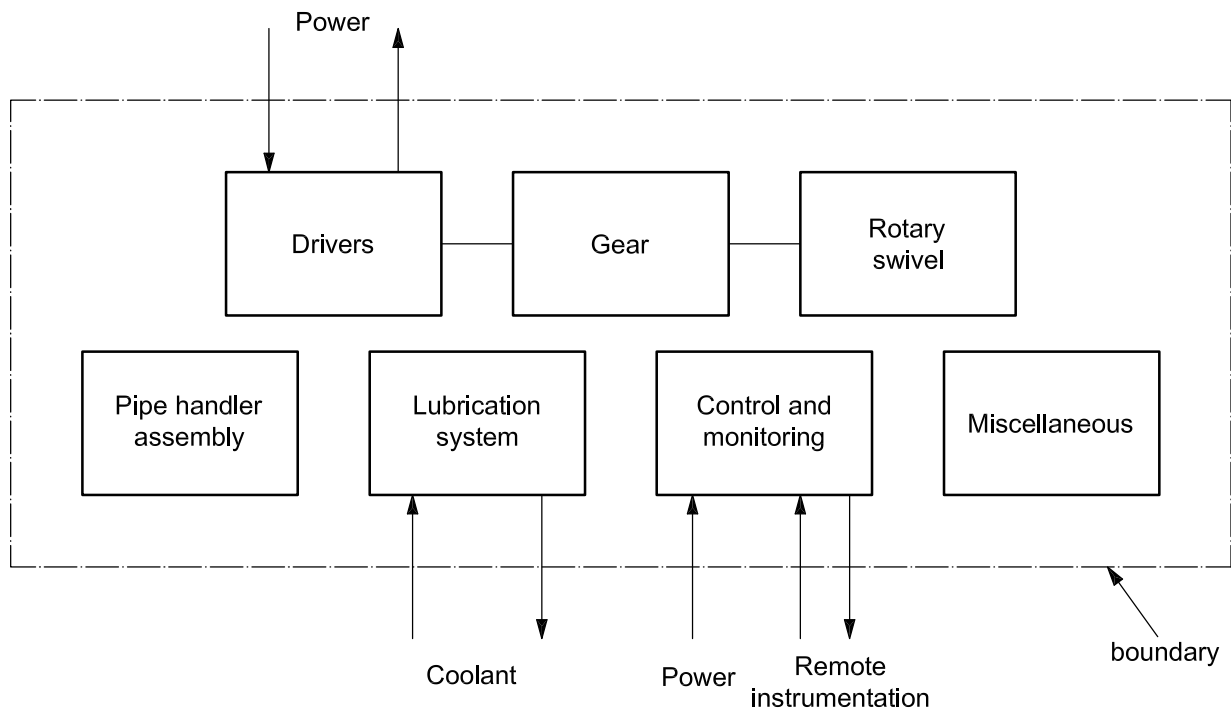 Power
Drivers
Gear
Rotary
swivel
Pipe handler
assembly
Lubrication
system
Control and
monitoring
Miscellaneous
Coolant
Power
Remote
instrumentation
boundary